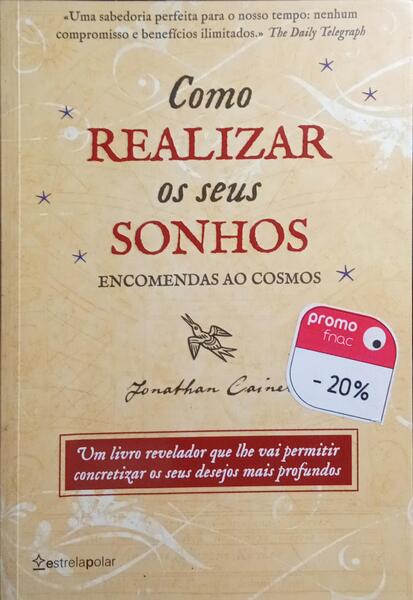 «Uma sabedoria perfeita para o nosso tempo: nenhum
compromisso e benefícios ilimitados.» The Daily Telegraph
Como
REALIZAR
os seus
SONHOS
ENCOMENDAS AO COSMOS
promo
fnac
- 20%
Jonathan
Um livro revelador que lhe vai permitir
concretizar os seus desejos mais profundos
estrelapolar